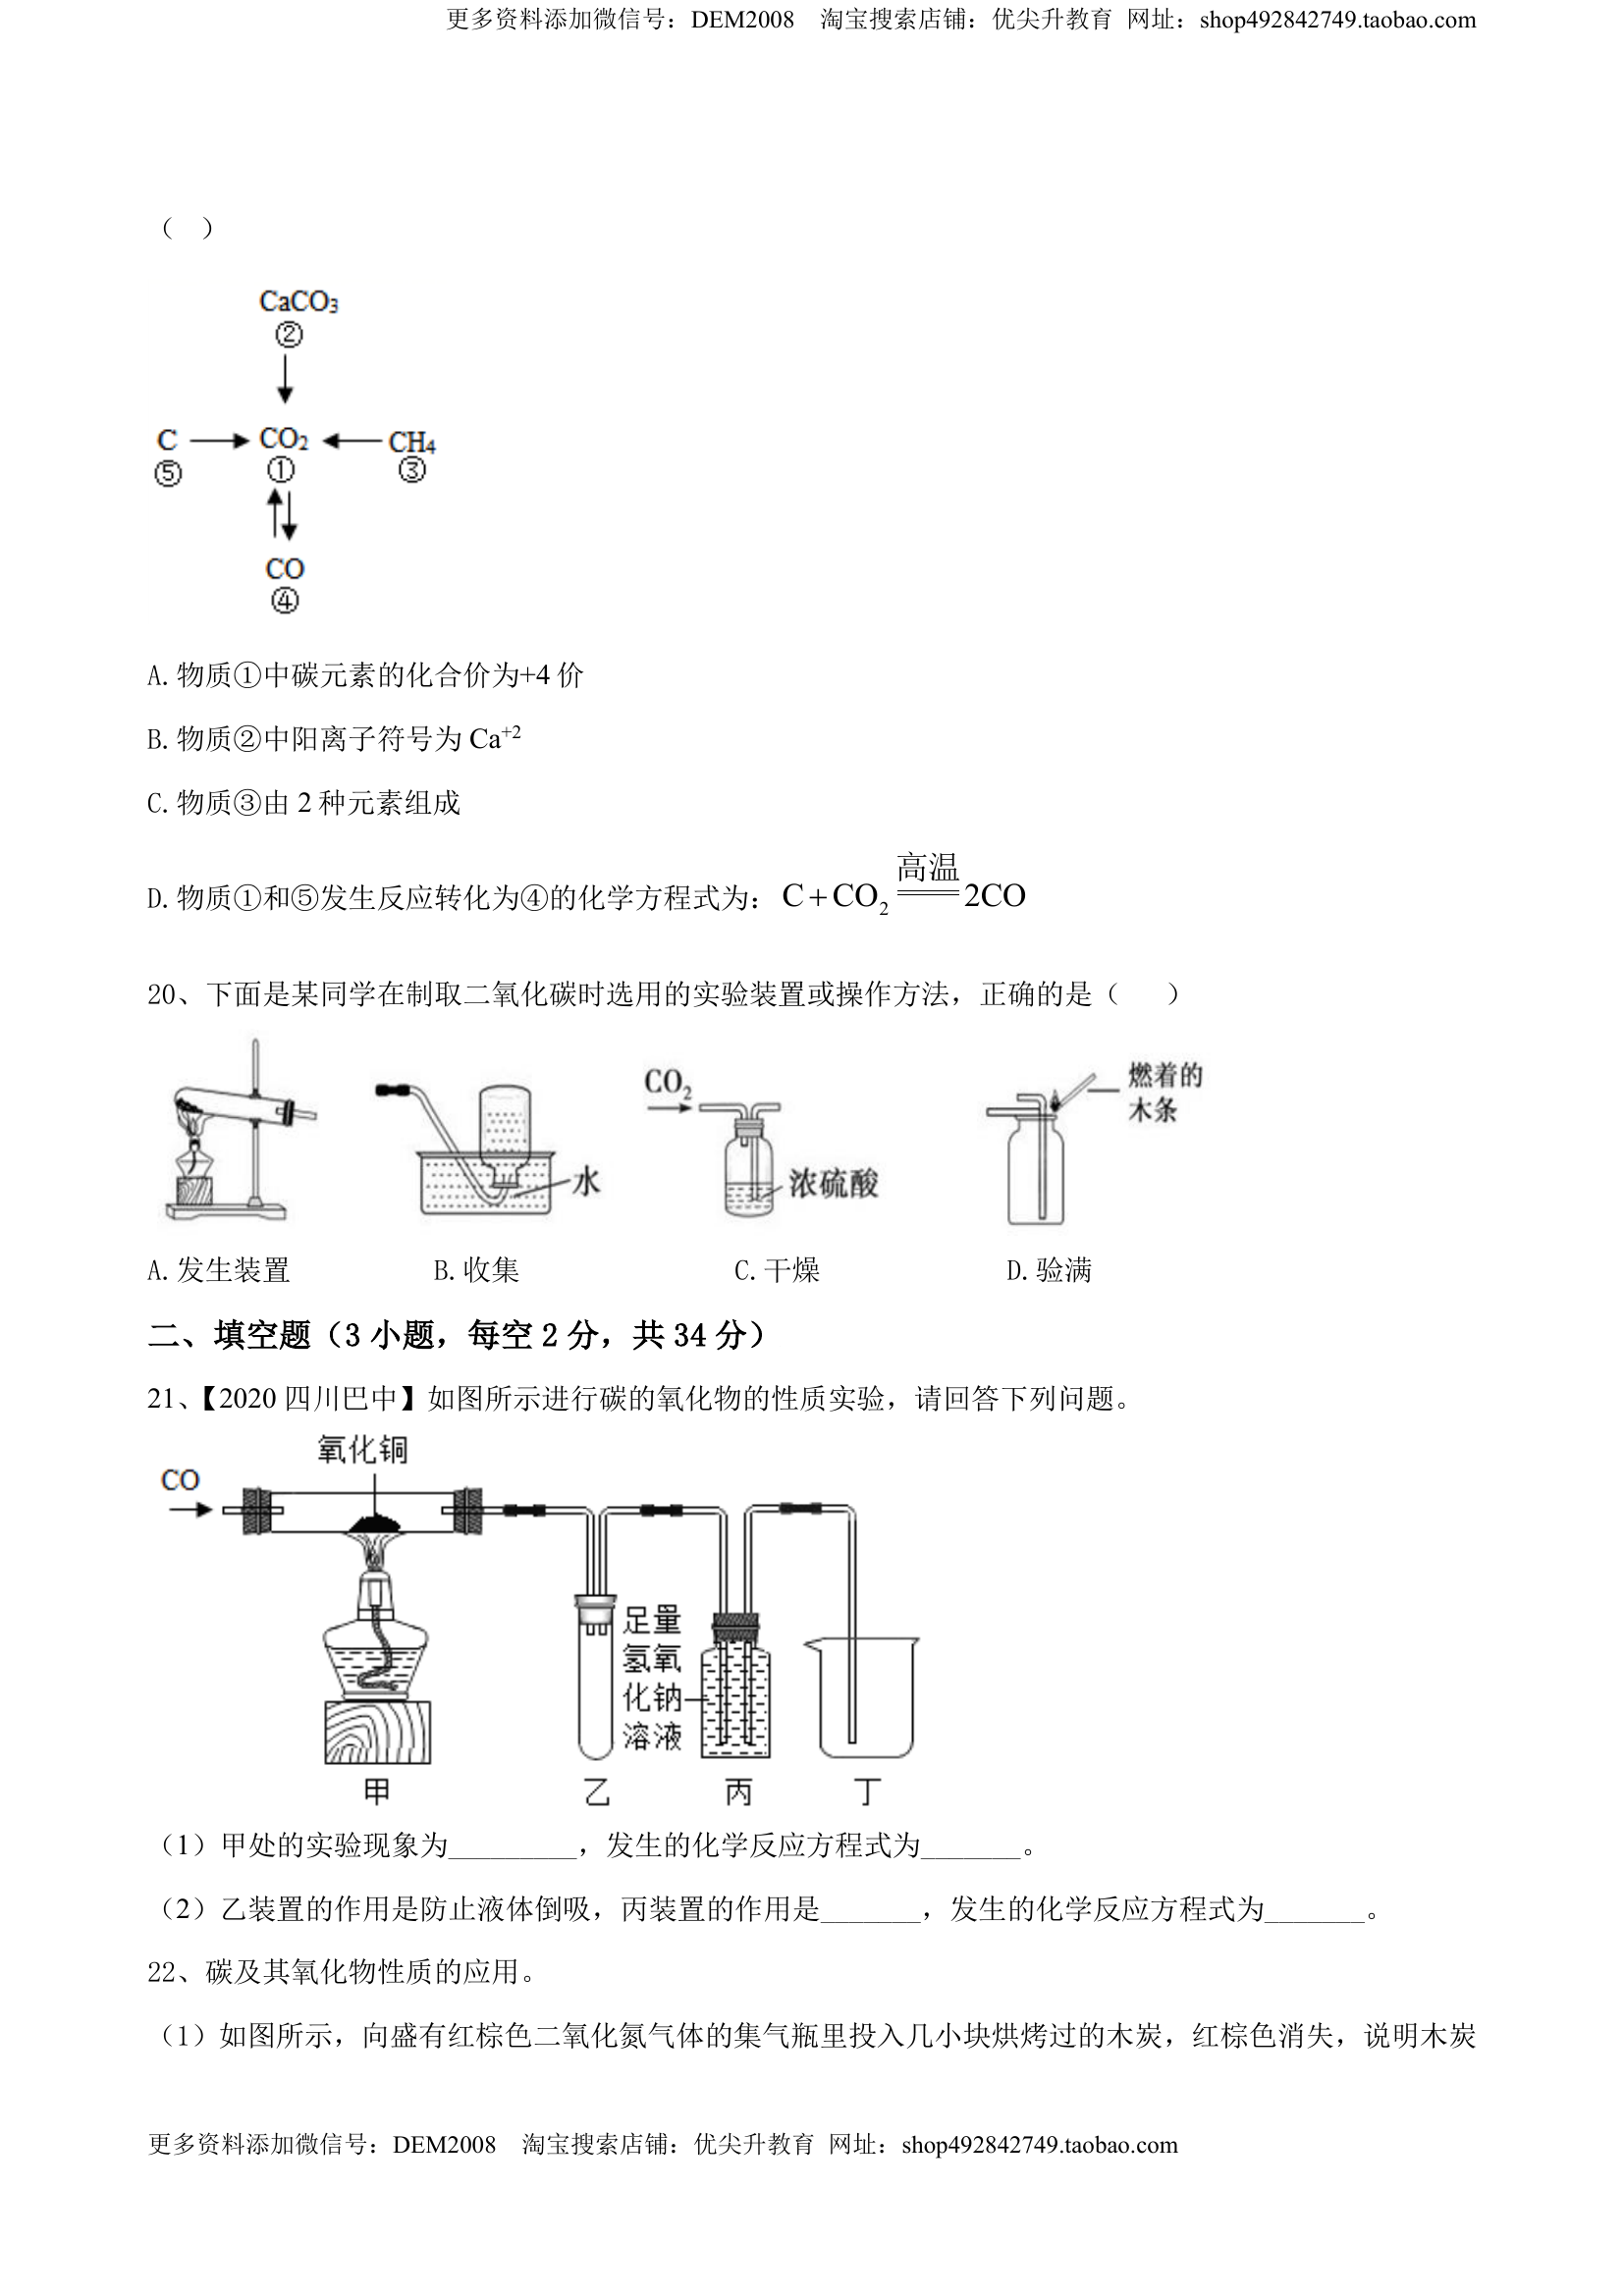 更多资料添加微信号：DEM2008 淘宝搜索店铺：优尖升教育 网址：shop492842749.taobao.com
（ ）
CaCO₃
②
C CO₂ CH₄
⑤ ① ③
CO
④
A.物质①中碳元素的化合价为+4 价
B.物质②中阳离子符号为 Ca⁺²
C.物质③由 2 种元素组成
高温
D.物质①和⑤发生反应转化为④的化学方程式为：C＋CO₂ ══ 2CO
20、下面是某同学在制取二氧化碳时选用的实验装置或操作方法，正确的是（ ）
水
CO₂
浓硫酸
燃着的
木条
A.发生装置 B.收集 C.干燥 D.验满
二、填空题（3 小题，每空 2 分，共 34 分）
21、【2020 四川巴中】如图所示进行碳的氧化物的性质实验，请回答下列问题。
氧化铜
CO
足量
氢氧
化钠
溶液
甲 乙 丙 丁
（1）甲处的实验现象为_________，发生的化学反应方程式为_______。
（2）乙装置的作用是防止液体倒吸，丙装置的作用是_______，发生的化学反应方程式为_______。
22、碳及其氧化物性质的应用。
（1）如图所示，向盛有红棕色二氧化氮气体的集气瓶里投入几小块烘烤过的木炭，红棕色消失，说明木炭
更多资料添加微信号：DEM2008 淘宝搜索店铺：优尖升教育 网址：shop492842749.taobao.com